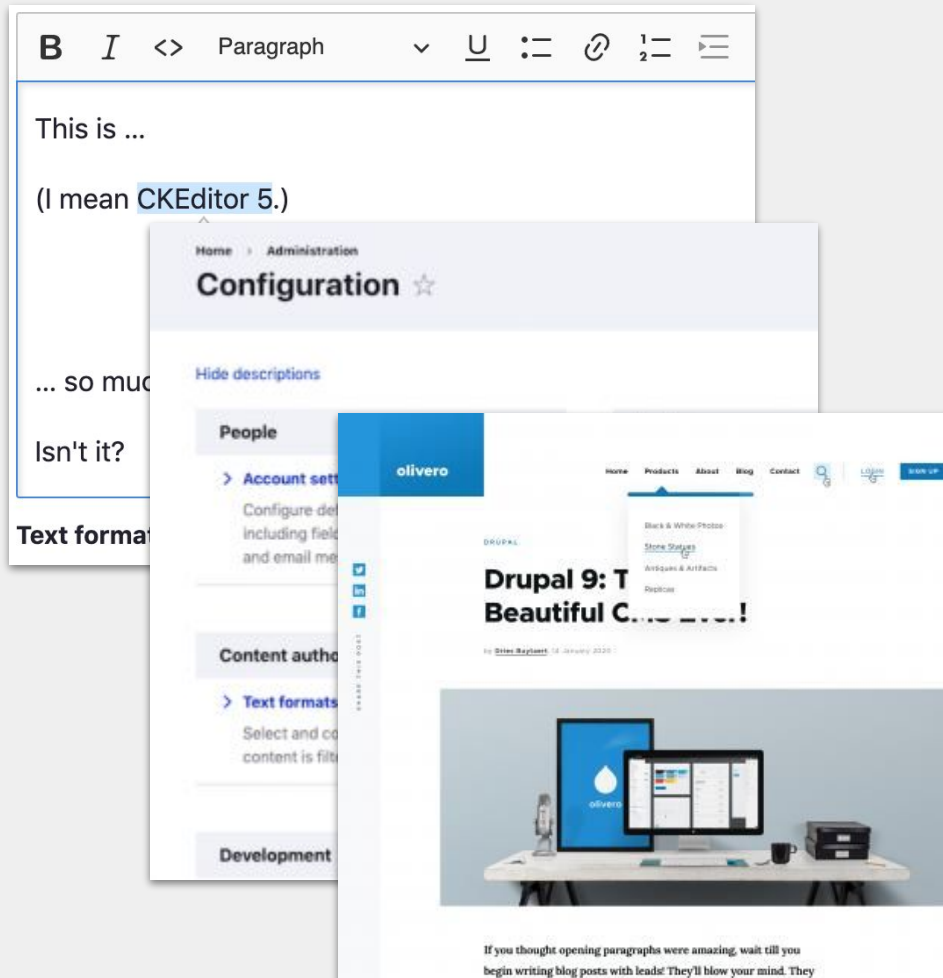 B I <> Paragraph U
This is ...
(I mean CKEditor 5.)
... so muc
Isn't it?
Text format
Home › Administration
Configuration
Hide descriptions
People
Account sett
Configure def
including field
and email me
Content autho
Text formats
Select and co
content is filte
Development
olivero
Home Products About Blog Contact LOGIN SIGN UP
Black & White Photos
Stone Statues
Antiques & Artifacts
Replicas
DRUPAL
Drupal 9: T
Beautiful C
by Dries Buytaert, 14 January 2020
SHARE THIS POST
olivero
If you thought opening paragraphs were amazing, wait till you
begin writing blog posts with leads! They'll blow your mind. They